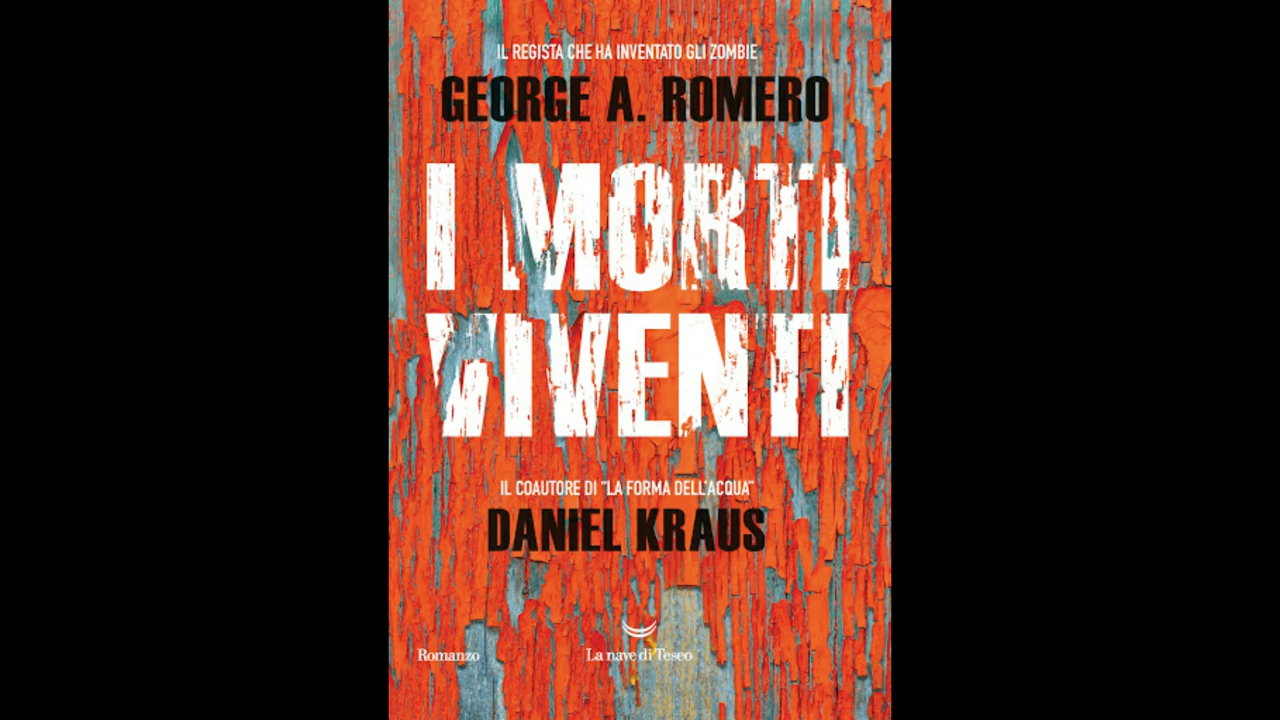 IL REGISTA CHE HA INVENTATO GLI ZOMBIE
GEORGE A. ROMERO
I MORTI
VIVENTI
IL COAUTORE DI "LA FORMA DELL'ACQUA"
DANIEL KRAUS
Romanzo
La nave di Teseo